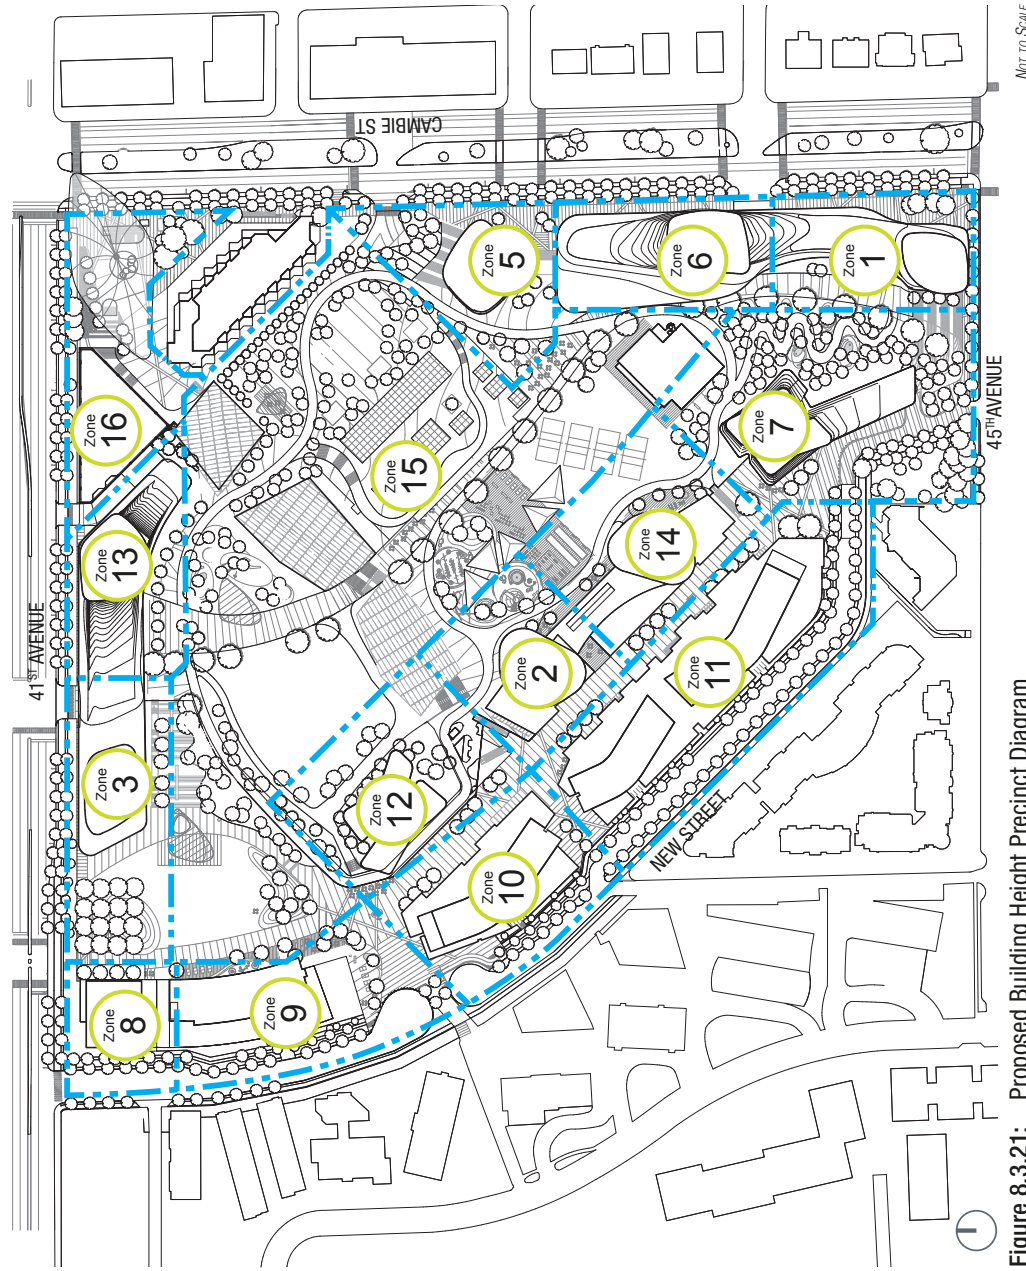 41ST AVENUE
CAMBIE ST
Zone
16
Zone
13
Zone
3
Zone
8
Zone
9
Zone
15
Zone
5
Zone
6
Zone
1
Zone
7
Zone
14
Zone
2
Zone
11
Zone
12
Zone
10
NEW STREET
45TH AVENUE
NOT TO SCALE
Figure 8.3.21: Proposed Building Height Precinct Diagram